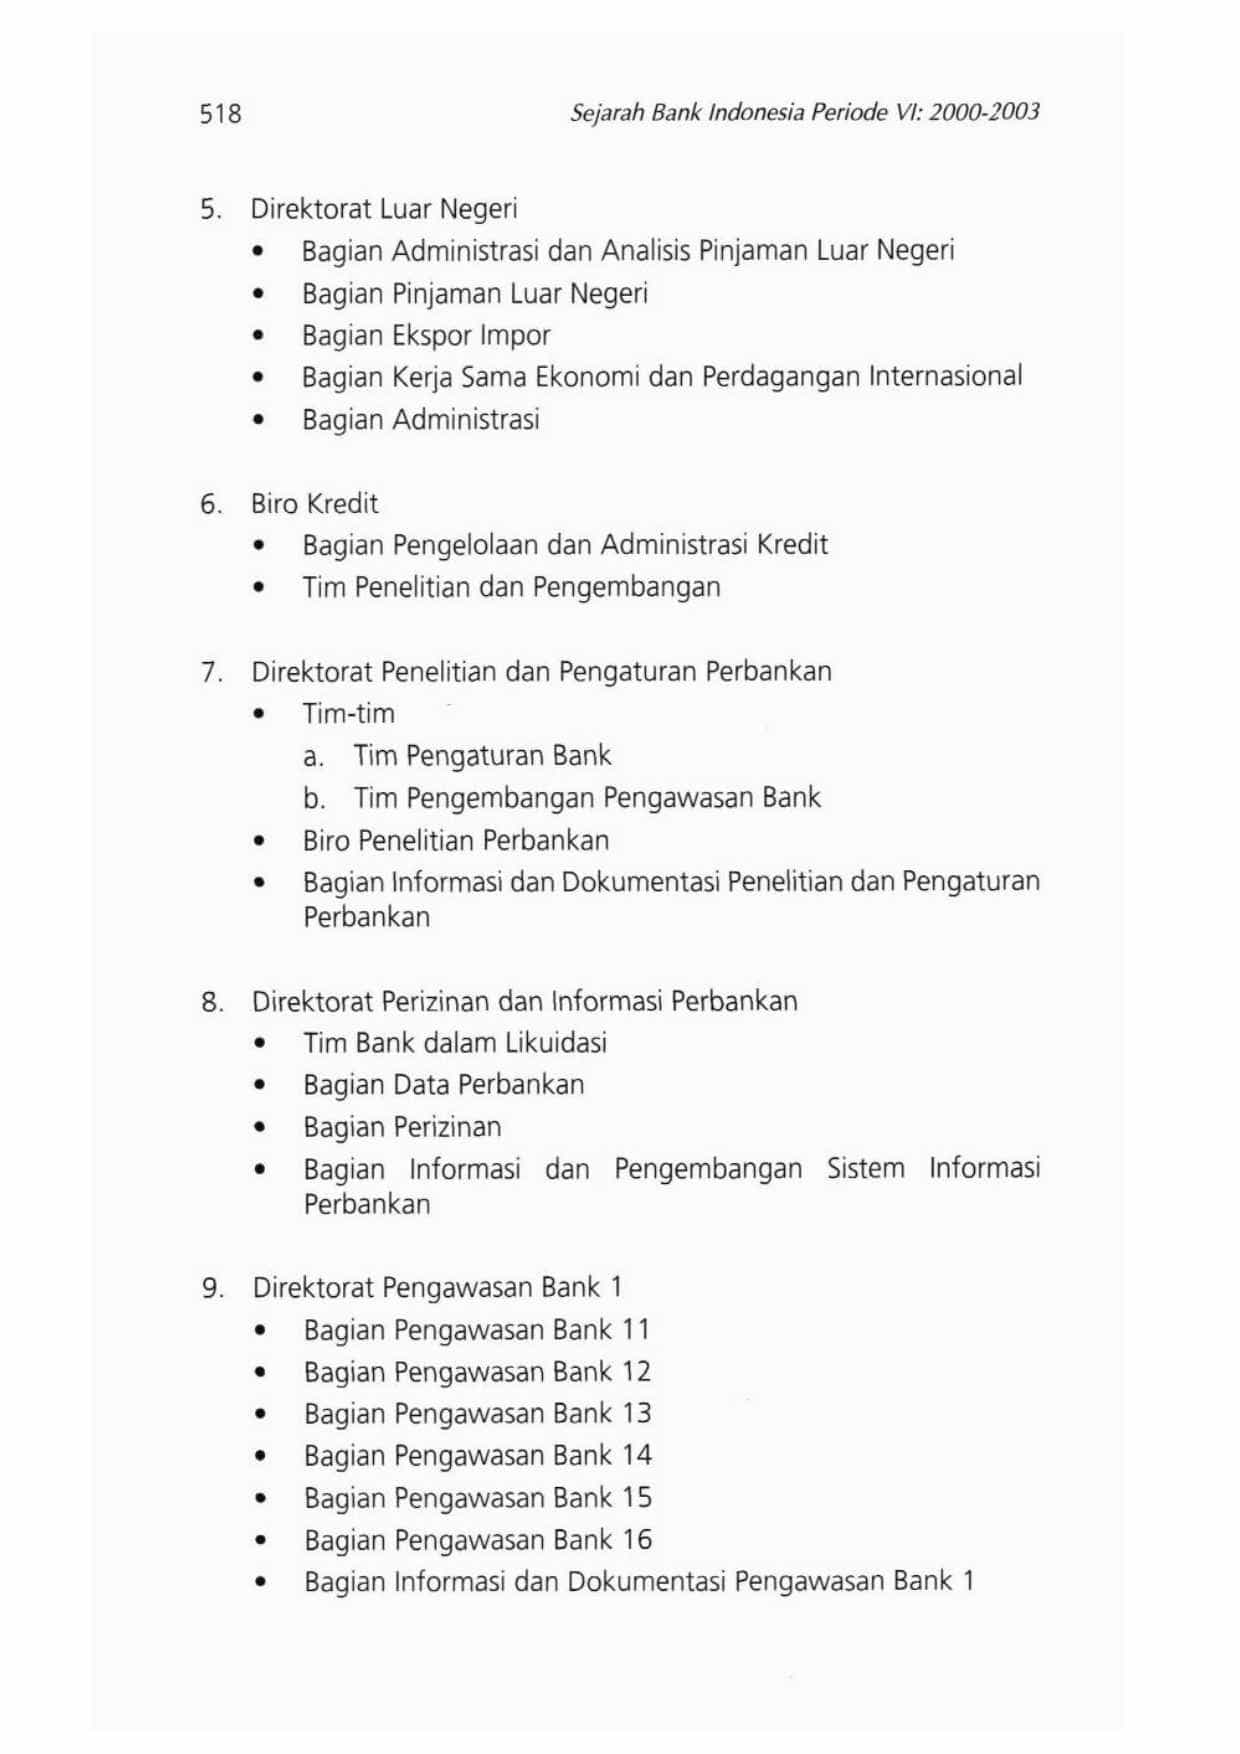 518
Sejarah Bank Indonesia Periode VI: 2000-2003
5. Direktorat Luar Negeri
• Bagian Administrasi dan Analisis Pinjaman Luar Negeri
• Bagian Pinjaman Luar Negeri
• Bagian Ekspor Impor
• Bagian Kerja Sama Ekonomi dan Perdagangan Internasional
• Bagian Administrasi
6. Biro Kredit
• Bagian Pengelolaan dan Administrasi Kredit
• Tim Penelitian dan Pengembangan
7. Direktorat Penelitian dan Pengaturan Perbankan
• Tim-tim
a. Tim Pengaturan Bank
b. Tim Pengembangan Pengawasan Bank
• Biro Penelitian Perbankan
• Bagian Informasi dan Dokumentasi Penelitian dan Pengaturan
Perbankan
8. Direktorat Perizinan dan Informasi Perbankan
• Tim Bank dalam Likuidasi
• Bagian Data Perbankan
• Bagian Perizinan
• Bagian Informasi dan Pengembangan Sistem Informasi
Perbankan
9. Direktorat Pengawasan Bank 1
• Bagian Pengawasan Bank 11
• Bagian Pengawasan Bank 12
• Bagian Pengawasan Bank 13
• Bagian Pengawasan Bank 14
• Bagian Pengawasan Bank 15
• Bagian Pengawasan Bank 16
• Bagian Informasi dan Dokumentasi Pengawasan Bank 1